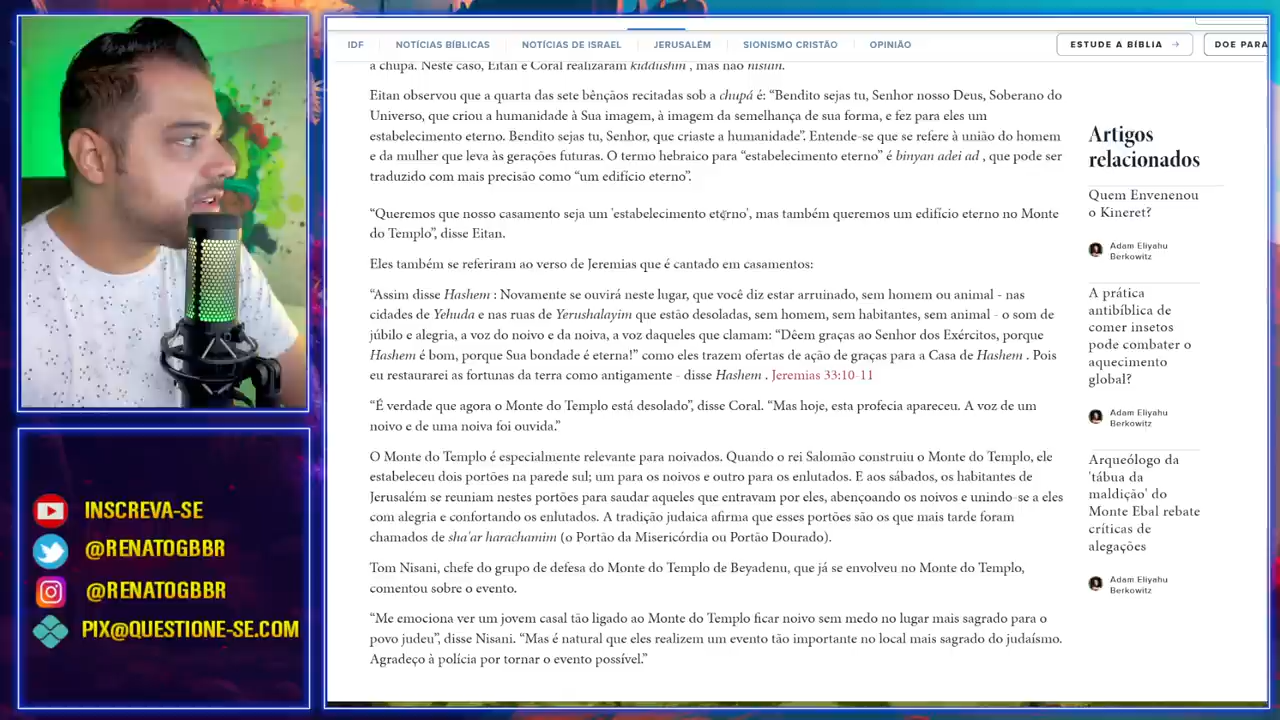 IDF
NOTÍCIAS BÍBLICAS
NOTÍCIAS DE ISRAEL
JERUSALÉM
SIONISMO CRISTÃO
OPINIÃO
ESTUDE A BÍBLIA →
DOE PARA
a chupá. Neste caso, Eitan e Coral realizaram kiddushin , mas não nisuin.
Eitan observou que a quarta das sete bênçãos recitadas sob a chupá é: “Bendito sejas tu, Senhor nosso Deus, Soberano do
Universo, que criou a humanidade à Sua imagem, à imagem da semelhança de sua forma, e fez para eles um
estabelecimento eterno. Bendito sejas tu, Senhor, que criaste a humanidade”. Entende-se que se refere à união do homem
e da mulher que leva às gerações futuras. O termo hebraico para “estabelecimento eterno” é binyan adei ad , que pode ser
traduzido com mais precisão como “um edifício eterno”.
“Queremos que nosso casamento seja um 'estabelecimento eterno', mas também queremos um edifício eterno no Monte
do Templo”, disse Eitan.
Eles também se referiram ao verso de Jeremias que é cantado em casamentos:
“Assim disse Hashem : Novamente se ouvirá neste lugar, que você diz estar arruinado, sem homem ou animal - nas
cidades de Yehuda e nas ruas de Yerushalayim que estão desoladas, sem homem, sem habitantes, sem animal - o som de
júbilo e alegria, a voz do noivo e da noiva, a voz daqueles que clamam: “Dêem graças ao Senhor dos Exércitos, porque
Hashem é bom, porque Sua bondade é eterna!” como eles trazem ofertas de ação de graças para a Casa de Hashem . Pois
eu restaurarei as fortunas da terra como antigamente - disse Hashem . Jeremias 33:10-11
“É verdade que agora o Monte do Templo está desolado”, disse Coral. “Mas hoje, esta profecia apareceu. A voz de um
noivo e de uma noiva foi ouvida.”
O Monte do Templo é especialmente relevante para noivados. Quando o rei Salomão construiu o Monte do Templo, ele
estabeleceu dois portões na parede sul; um para os noivos e outro para os enlutados. E aos sábados, os habitantes de
Jerusalém se reuniam nestes portões para saudar aqueles que entravam por eles, abençoando os noivos e unindo-se a eles
com alegria e confortando os enlutados. A tradição judaica afirma que esses portões são os que mais tarde foram
chamados de sha'ar harachamim (o Portão da Misericórdia ou Portão Dourado).
Tom Nisani, chefe do grupo de defesa do Monte do Templo de Beyadenu, que já se envolveu no Monte do Templo,
comentou sobre o evento.
“Me emociona ver um jovem casal tão ligado ao Monte do Templo ficar noivo sem medo no lugar mais sagrado para o
povo judeu”, disse Nisani. “Mas é natural que eles realizem um evento tão importante no local mais sagrado do judaísmo.
Agradeço à polícia por tornar o evento possível.”
Artigos
relacionados
Quem Envenenou
o Kineret?
Adam Eliyahu
Berkowitz
A prática
antibíblica de
comer insetos
pode combater o
aquecimento
global?
Adam Eliyahu
Berkowitz
Arqueólogo da
'tábua da
maldição' do
Monte Ebal rebate
críticas de
alegações
Adam Eliyahu
Berkowitz
INSCREVA-SE
@RENATOGBBR
@RENATOGBBR
PIX@QUESTIONE-SE.COM